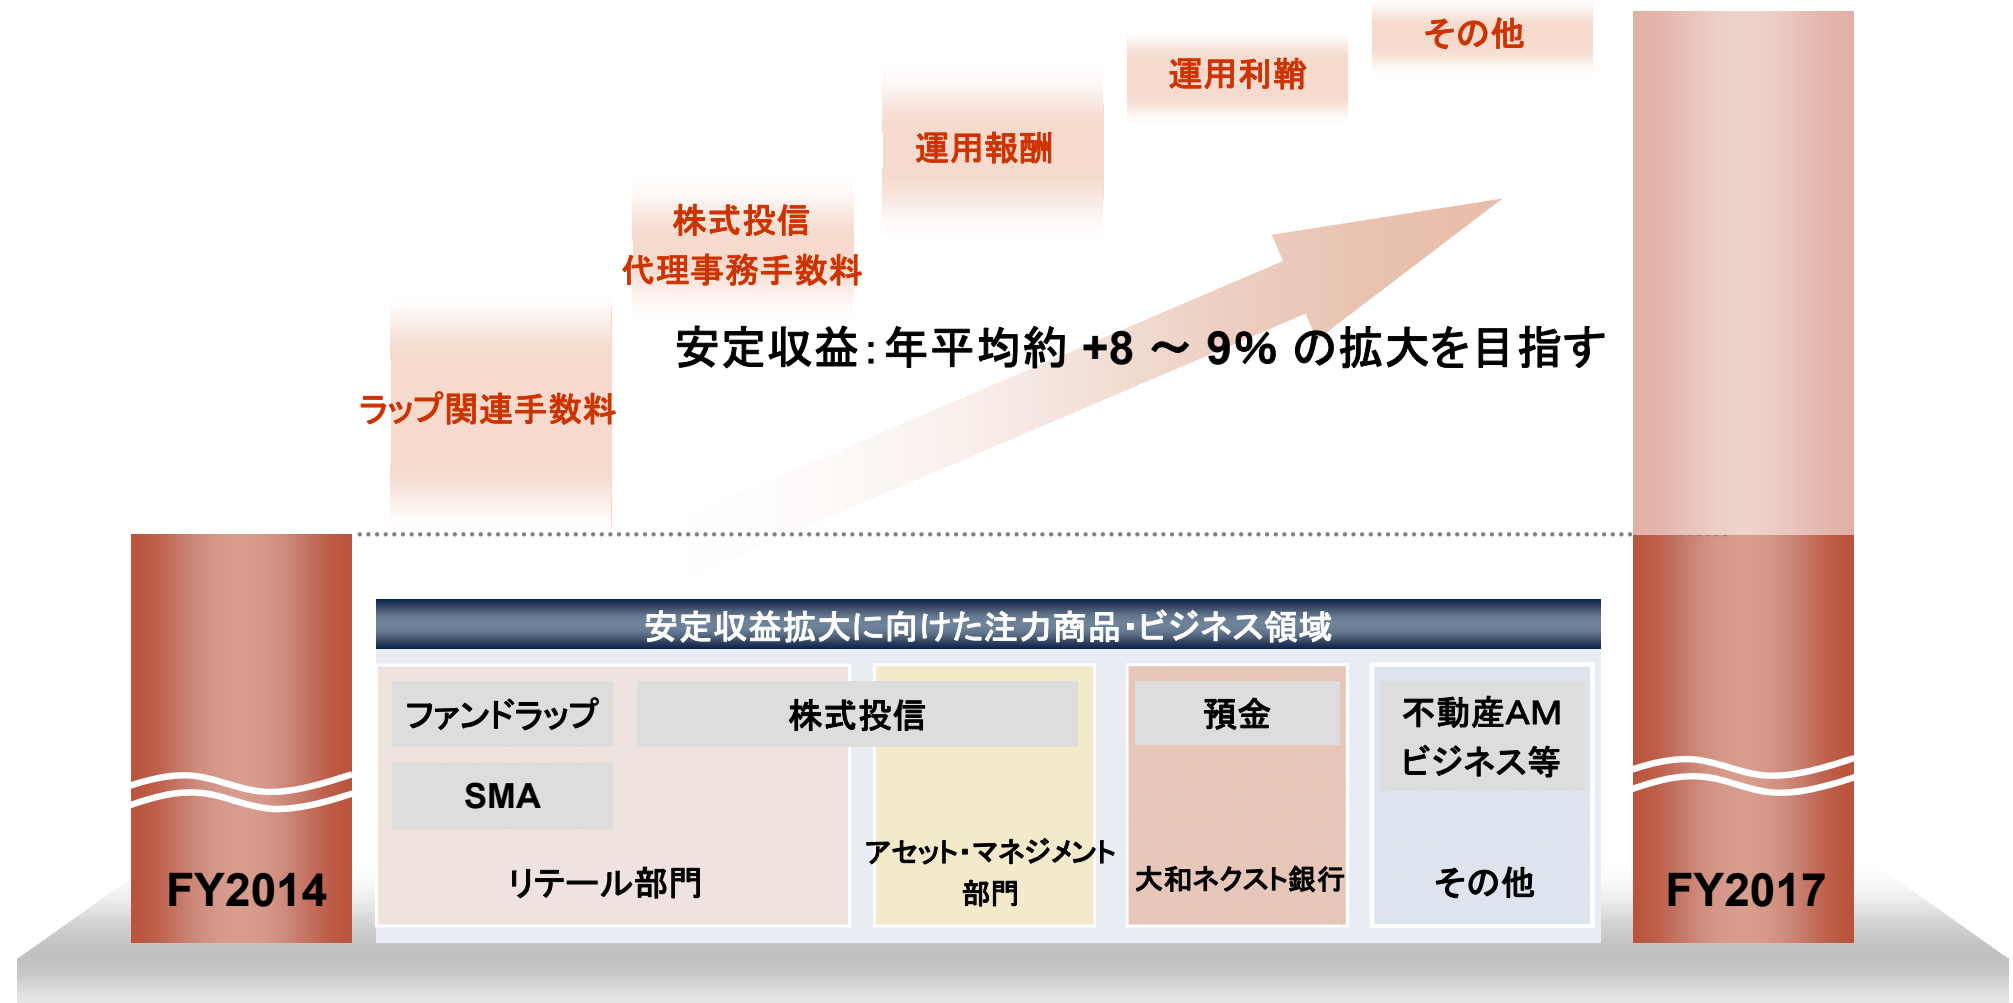 その他
運用利鞘
運用報酬
株式投信
代理事務手数料
ラップ関連手数料
安定収益：年平均約 +8 ～ 9% の拡大を目指す
安定収益拡大に向けた注力商品・ビジネス領域
ファンドラップ
株式投信
預金
不動産AM
ビジネス等
SMA
リテール部門
アセット・マネジメント
部門
大和ネクスト銀行
その他
FY2014
FY2017